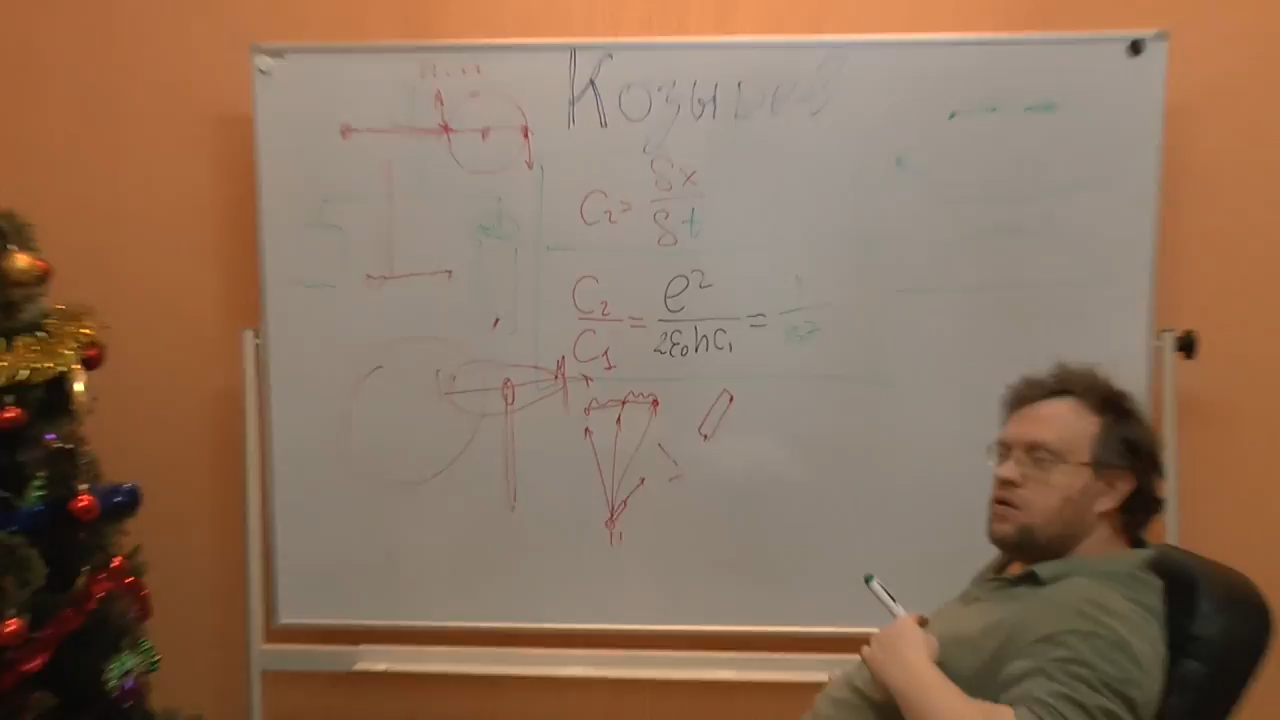 Козырев
C₂ = δx / δt
C₂ / C₁ = e² / 2ε₀hC₁ =